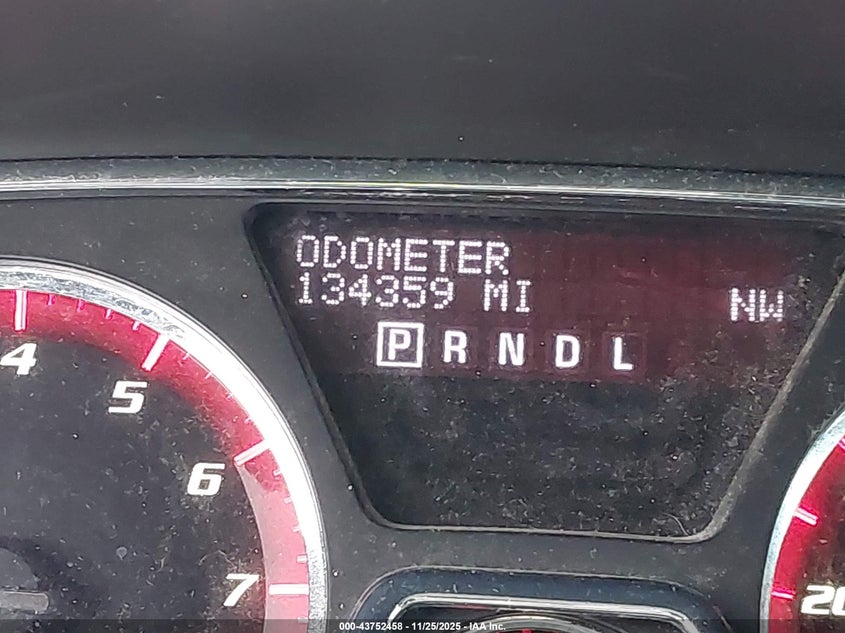 ODOMETER
134359 MI
NW
P R N D L
4
5
6
7
20
000-43752458 - 11/25/2025 - IAA Inc.